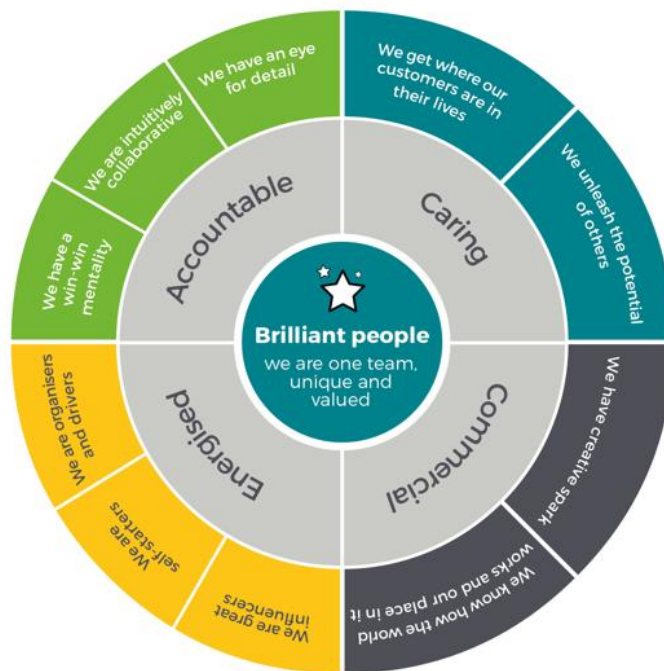 We have an eye
for detail
We get where our
customers are in
their lives
We are intuitively
collaborative
We unleash the potential
of others
We have a
win-win
mentality
Accountable
Caring
Brilliant people
we are one team,
unique and
valued
Energised
Commercial
We are organisers
and drivers
We have creative spark
We are
self-starters
We are great
influencers
We know how the world
works and our place in it